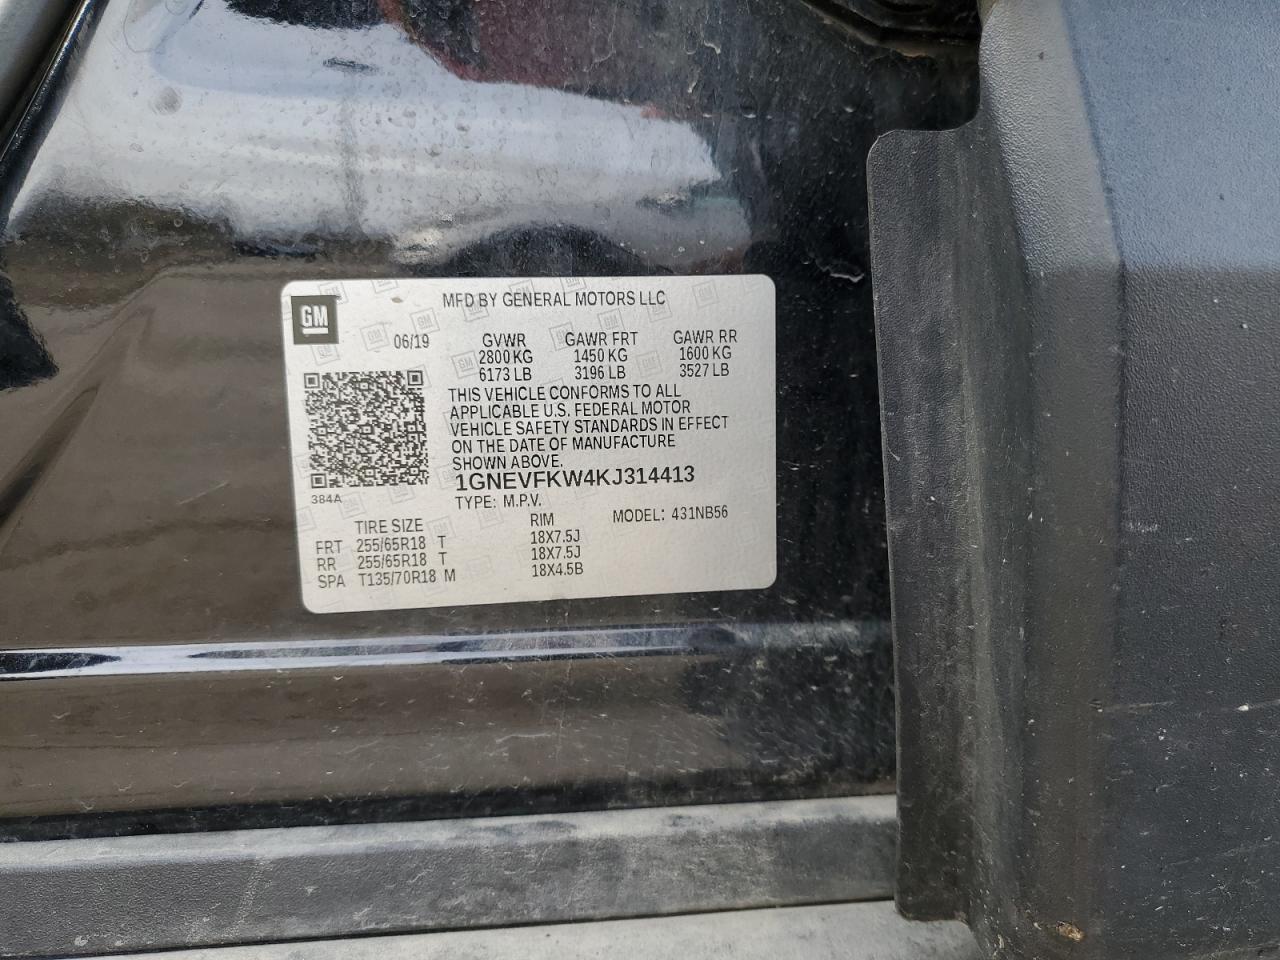 GM
MFD BY GENERAL MOTORS LLC
06/19 GVWR GAWR FRT GAWR RR
2800 KG 1450 KG 1600 KG
6173 LB 3196 LB 3527 LB
THIS VEHICLE CONFORMS TO ALL
APPLICABLE U.S. FEDERAL MOTOR
VEHICLE SAFETY STANDARDS IN EFFECT
ON THE DATE OF MANUFACTURE
SHOWN ABOVE.
1GNEVFKW4KJ314413
384A
TYPE: M.P.V.
TIRE SIZE RIM MODEL: 431NB56
FRT 255/65R18 T 18X7.5J
RR 255/65R18 T 18X7.5J
SPA T135/70R18 M 18X4.5B